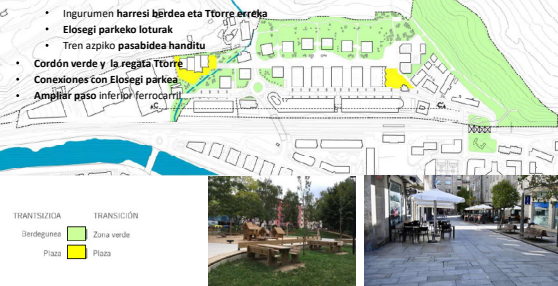 • Ingurumen harresi berdea eta Ttorre erreka
• Elosegi parkeko loturak
• Tren azpiko pasabidea handitu
• Cordón verde y la regata Ttorre
• Conexiones con Elosegi parkea
• Ampliar paso inferior ferrocarril
TRANTSIZIOA TRANSICIÓN
Berdegunea Zona verde
Plaza Plaza